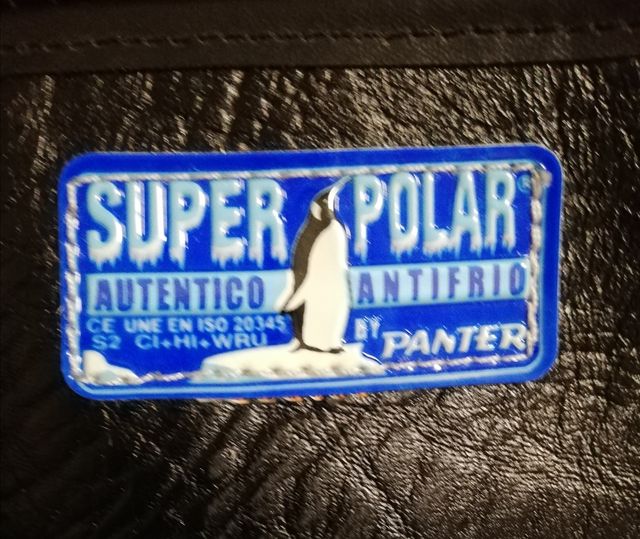 SUPER POLAR®
AUTENTICO ANTIFRIO
CE UNE EN ISO 20345
S2 CI+HI+WRU
BY PANTER